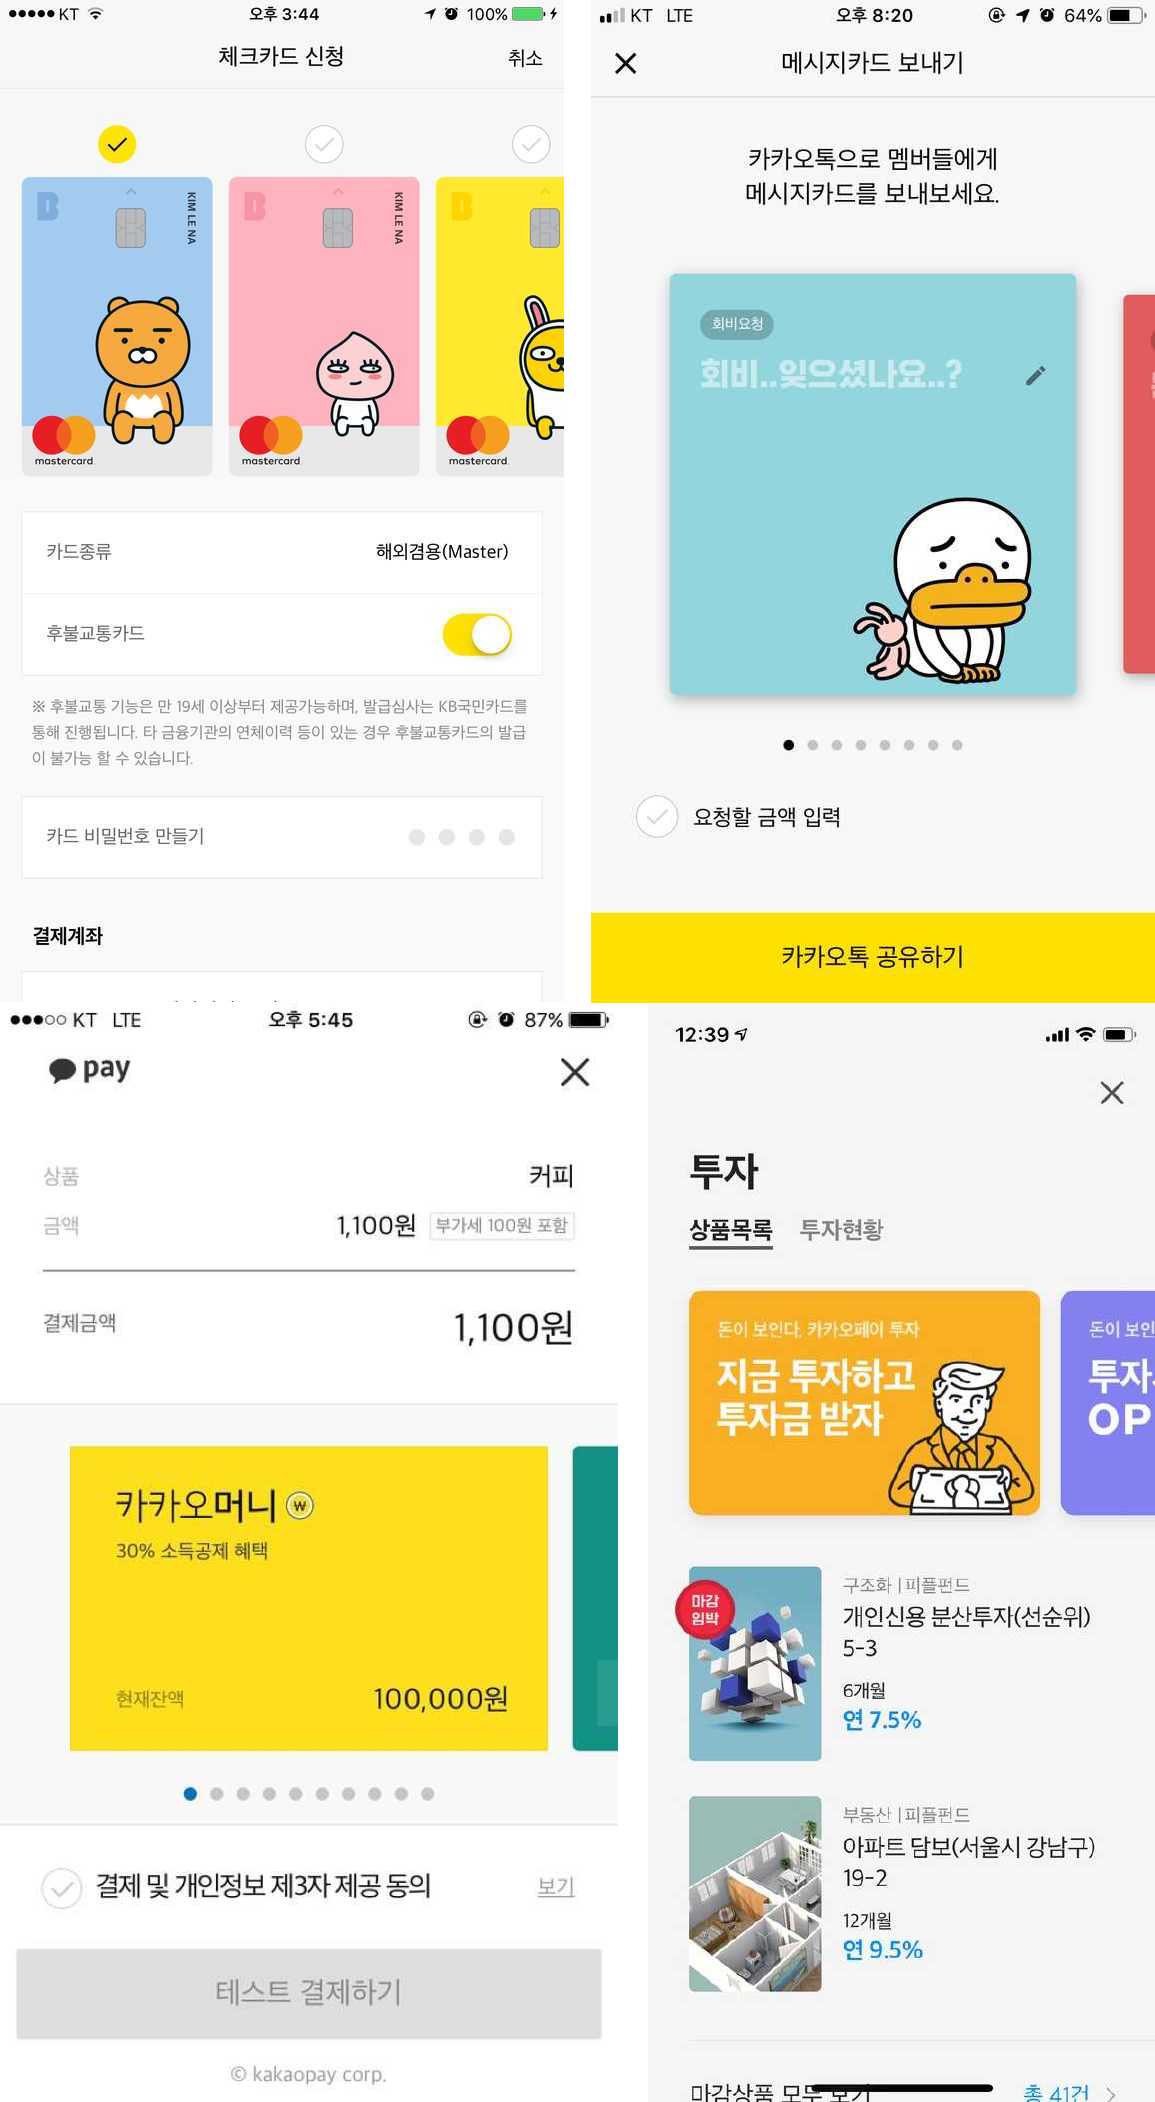 KT
오후 3:44
100%
체크카드 신청
취소
B
KIM LE NA
mastercard
B
KIM LE NA
mastercard
B
mastercard
카드종류
해외겸용(Master)
후불교통카드
※ 후불교통 기능은 만 19세 이상부터 제공가능하며, 발급심사는 KB국민카드를
통해 진행됩니다. 타 금융기관의 연체이력 등이 있는 경우 후불교통카드의 발급
이 불가능 할 수 있습니다.
카드 비밀번호 만들기
결제계좌
KT LTE
오후 8:20
64%
메시지카드 보내기
카카오톡으로 멤버들에게
메시지카드를 보내보세요.
회비요청
회비..잊으셨나요..?
요청할 금액 입력
카카오톡 공유하기
KT LTE
오후 5:45
87%
pay
상품
커피
금액
1,100원
부가세 100원 포함
결제금액
1,100원
카카오머니
30% 소득공제 혜택
현재잔액
100,000원
결제 및 개인정보 제3자 제공 동의
보기
테스트 결제하기
© kakaopay corp.
12:39
투자
상품목록
투자현황
돈이 보인다, 카카오페이 투자
지금 투자하고
투자금 받자
돈이 보인
투자
OP
마감
임박
구조화 | 피플펀드
개인신용 분산투자(선순위)
5-3
6개월
연 7.5%
부동산 | 피플펀드
아파트 담보(서울시 강남구)
19-2
12개월
연 9.5%
마감상품 모두 보기
총 41건